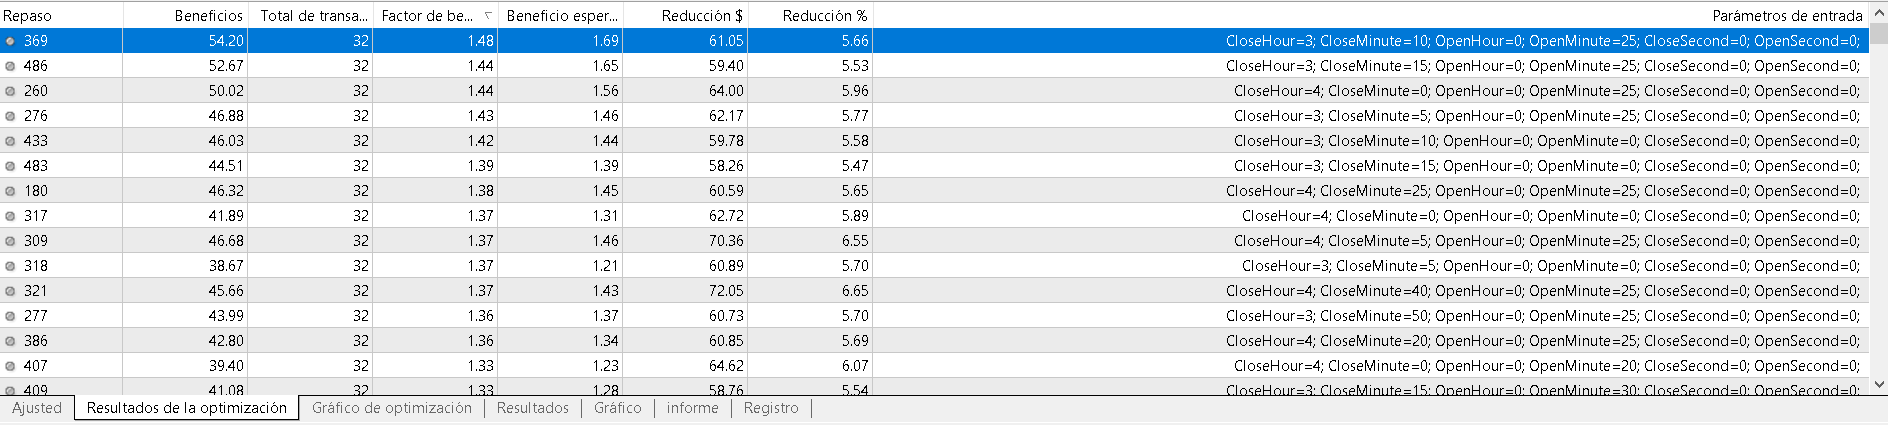 Repaso Beneficios Total de transa... Factor de be... Beneficio esper... Reducción $ Reducción % Parámetros de entrada
369 54.20 32 1.48 1.69 61.05 5.66 CloseHour=3; CloseMinute=10; OpenHour=0; OpenMinute=25; CloseSecond=0; OpenSecond=0;
486 52.67 32 1.44 1.65 59.40 5.53 CloseHour=3; CloseMinute=15; OpenHour=0; OpenMinute=25; CloseSecond=0; OpenSecond=0;
260 50.02 32 1.44 1.56 64.00 5.96 CloseHour=4; CloseMinute=0; OpenHour=0; OpenMinute=25; CloseSecond=0; OpenSecond=0;
276 46.88 32 1.43 1.46 62.17 5.77 CloseHour=3; CloseMinute=5; OpenHour=0; OpenMinute=25; CloseSecond=0; OpenSecond=0;
433 46.03 32 1.42 1.44 59.78 5.58 CloseHour=3; CloseMinute=10; OpenHour=0; OpenMinute=0; CloseSecond=0; OpenSecond=0;
483 44.51 32 1.39 1.39 58.26 5.47 CloseHour=3; CloseMinute=15; OpenHour=0; OpenMinute=0; CloseSecond=0; OpenSecond=0;
180 46.32 32 1.38 1.45 60.59 5.65 CloseHour=4; CloseMinute=25; OpenHour=0; OpenMinute=25; CloseSecond=0; OpenSecond=0;
317 41.89 32 1.37 1.31 62.72 5.89 CloseHour=4; CloseMinute=0; OpenHour=0; OpenMinute=0; CloseSecond=0; OpenSecond=0;
309 46.68 32 1.37 1.46 70.36 6.55 CloseHour=4; CloseMinute=5; OpenHour=0; OpenMinute=25; CloseSecond=0; OpenSecond=0;
318 38.67 32 1.37 1.21 60.89 5.70 CloseHour=3; CloseMinute=5; OpenHour=0; OpenMinute=0; CloseSecond=0; OpenSecond=0;
321 45.66 32 1.37 1.43 72.05 6.65 CloseHour=4; CloseMinute=40; OpenHour=0; OpenMinute=25; CloseSecond=0; OpenSecond=0;
277 43.99 32 1.36 1.37 60.73 5.70 CloseHour=3; CloseMinute=50; OpenHour=0; OpenMinute=25; CloseSecond=0; OpenSecond=0;
386 42.80 32 1.36 1.34 60.85 5.69 CloseHour=4; CloseMinute=20; OpenHour=0; OpenMinute=25; CloseSecond=0; OpenSecond=0;
407 39.40 32 1.33 1.23 64.62 6.07 CloseHour=4; CloseMinute=0; OpenHour=0; OpenMinute=20; CloseSecond=0; OpenSecond=0;
409 41.08 32 1.33 1.28 58.76 5.54 CloseHour=3; CloseMinute=15; OpenHour=0; OpenMinute=30; CloseSecond=0; OpenSecond=0;
Ajusted Resultados de la optimización Gráfico de optimización Resultados Gráfico informe Registro